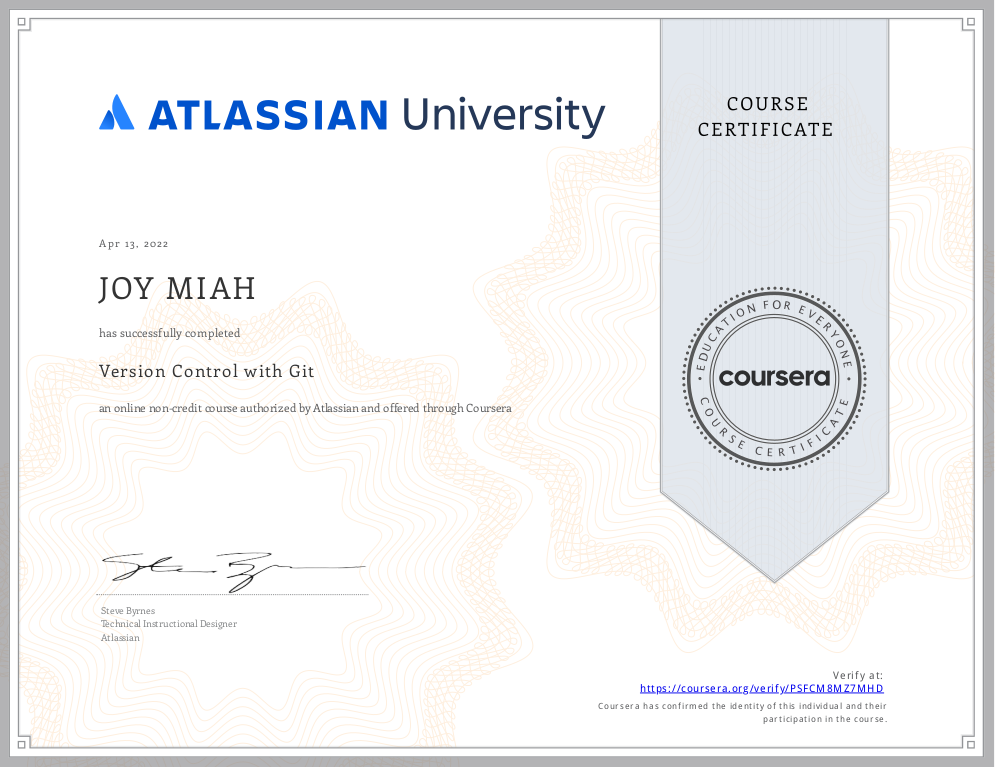 ATLASSIAN University
COURSE
CERTIFICATE
Apr 13, 2022
JOY MIAH
has successfully completed
Version Control with Git
an online non-credit course authorized by Atlassian and offered through Coursera
EDUCATION FOR EVERYONE
coursera
COURSE CERTIFICATE
Steve Byrnes
Technical Instructional Designer
Atlassian
Verify at:
https://coursera.org/verify/PSFCM8MZ7MHD
Coursera has confirmed the identity of this individual and their
participation in the course.